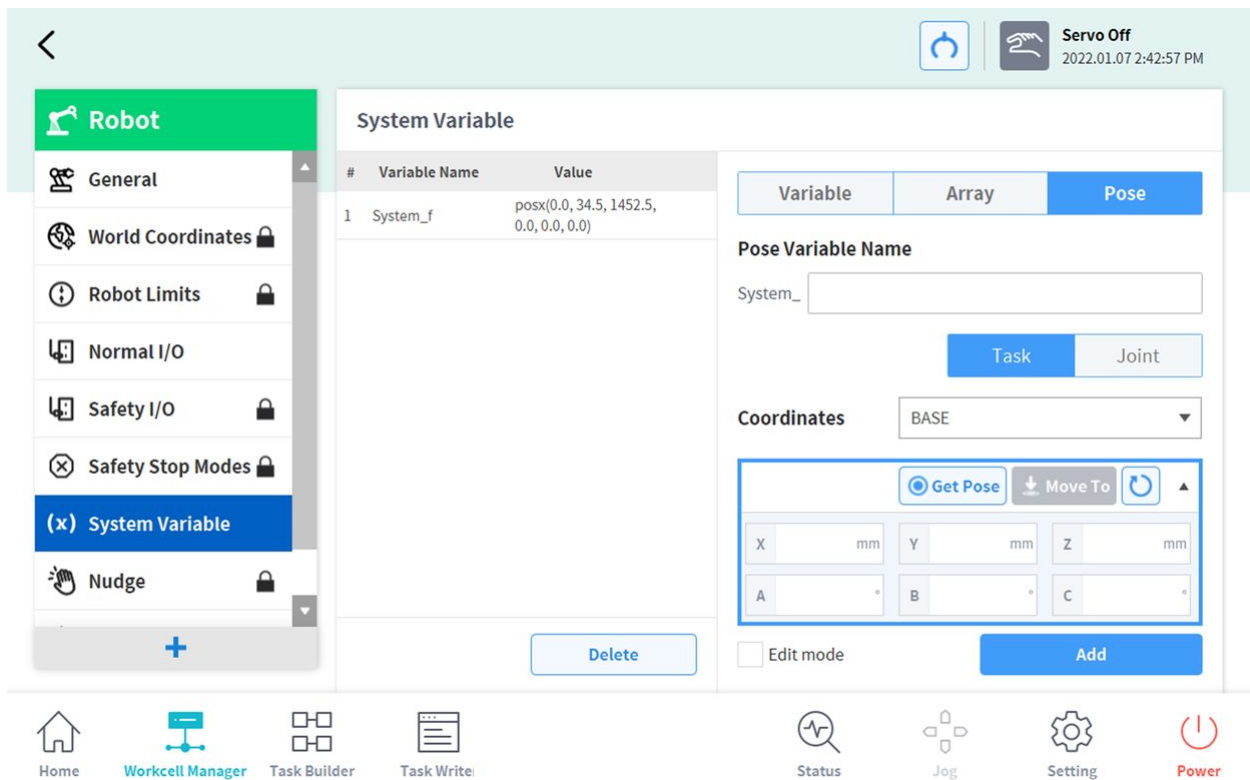 Servo Off
2022.01.07 2:42:57 PM
Robot
General
World Coordinates
Robot Limits
Normal I/O
Safety I/O
Safety Stop Modes
(x) System Variable
Nudge
+
System Variable
# Variable Name Value
1 System_f posx(0.0, 34.5, 1452.5,
0.0, 0.0, 0.0)
Delete
Variable Array Pose
Pose Variable Name
System_
Task Joint
Coordinates BASE
Get Pose Move To
X mm Y mm Z mm
A ° B ° C °
Edit mode Add
Home Workcell Manager Task Builder Task Write Status Jog Setting Power